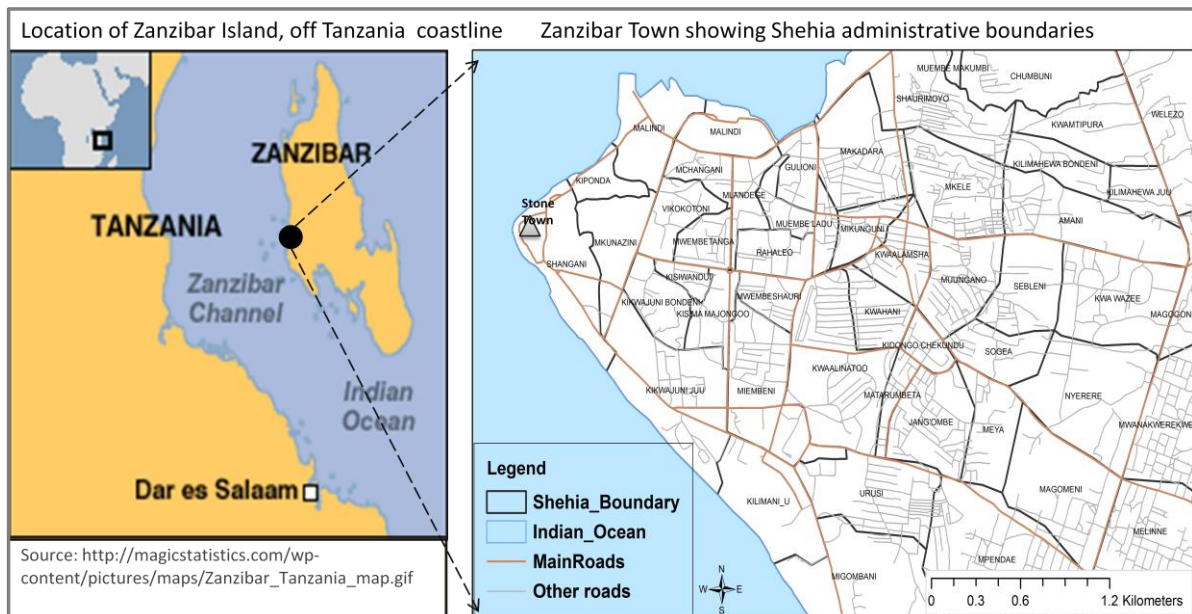 Location of Zanzibar Island, off Tanzania coastline
Zanzibar Town showing Shehia administrative boundaries
ZANZIBAR
TANZANIA
Zanzibar
Channel
Indian
Ocean
Dar es Salaam
Source: http://magicstatistics.com/wp-
content/pictures/maps/Zanzibar_Tanzania_map.gif
MUEMBE MAKUMBI
CHUMBUNI
SHAURIMOYO
WELEZO
KWAMTIPURA
MALINDI
MALINDI
MAKADARA
KILIMAHEWA BONDENI
MCHANGANI
GULIONI
KIPONDA
MKELE
KILIMAHEWA JUU
MLANDEGE
Stone
Town
VIKOKOTONI
AMANI
MUEMBE LADU
MIKUNGUNI
MKUNAZINI
MWEMBETANGA
RAHALEO
KWAALAMSHA
SHANGANI
KISIWANDUI
MUUNGANO
SEBLENI
KWA WAZEE
KIKWAJUNI BONDENI
MWEMBESHAURI
MAGOGON
KISIMA MAJONGOO
KWAHANI
KIDONGO CHEKUNDU
SOGEA
KWAALINATOO
KIKWAJUNI JUU
MIEMBENI
MATARUMBETA
NYERERE
JANG'OMBE
MEYA
MWANAKWEREKWE
URUSI
MAGOMENI
KILIMANI_U
MELINNE
MPENDAE
MIGOMBANI
Legend
Shehia_Boundary
Indian_Ocean
MainRoads
Other roads
N
W E
S
0 0.3 0.6 1.2 Kilometers